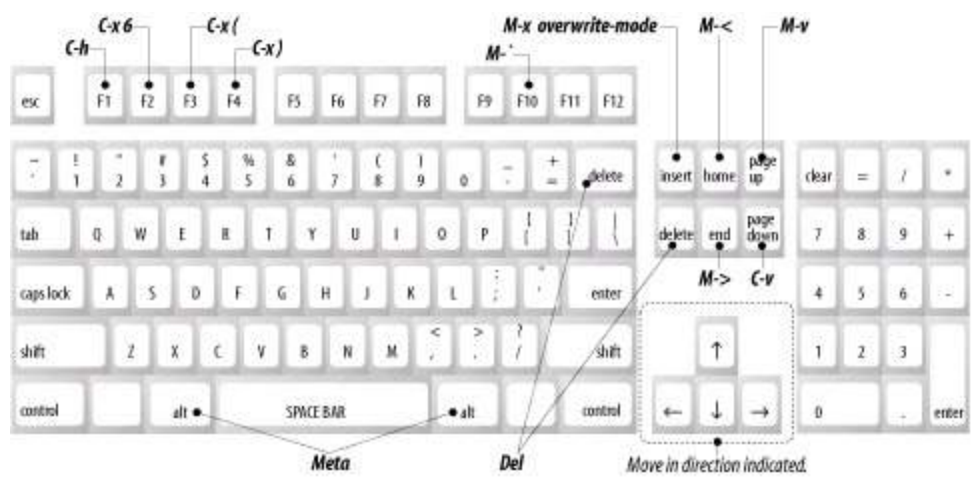 C-x 6 C-x ( M-x overwrite-mode M-< M-v
C-h C-x ) M-`
esc F1 F2 F3 F4 F5 F6 F7 F8 F9 F10 F11 F12
~ ! " # $ % & ' ( ) _ +
` 1 2 3 4 5 6 7 8 9 0 - = delete insert home page up clear = / *
tab Q W E R T Y U I O P { [ } ] | \ delete end page down 7 8 9 +
M-> C-v
caps lock A S D F G H J K L : ; " ' enter 4 5 6 -
shift Z X C V B N M < , > . ? / shift ↑ 1 2 3
control alt SPACE BAR alt control ← ↓ → 0 . enter
Meta Del Move in direction indicated.